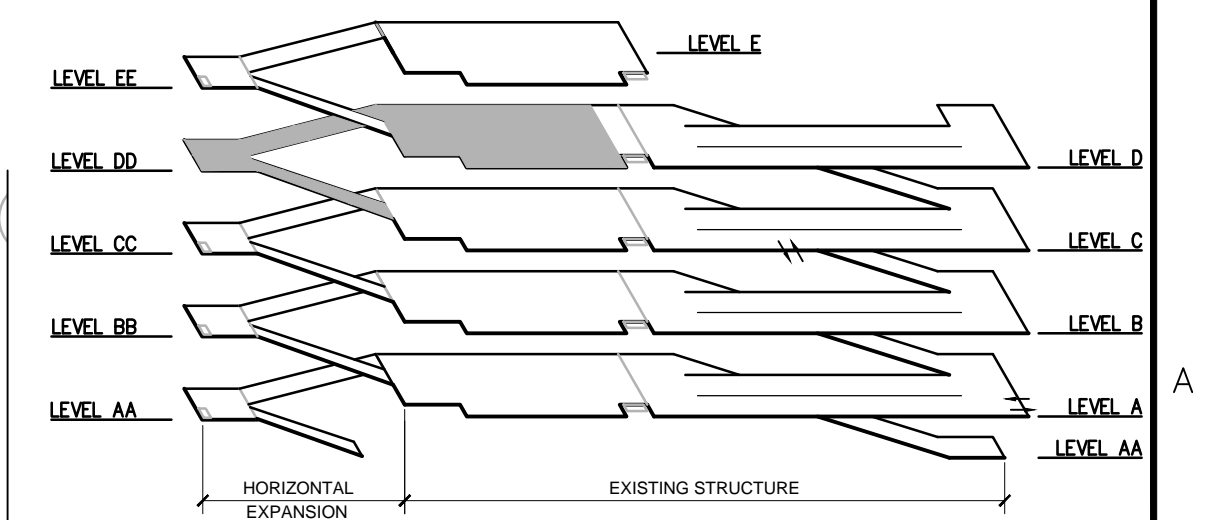 LEVEL E
LEVEL EE
LEVEL DD
LEVEL D
LEVEL CC
LEVEL C
LEVEL BB
LEVEL B
LEVEL AA
LEVEL A
A
LEVEL AA
HORIZONTAL
EXPANSION
EXISTING STRUCTURE